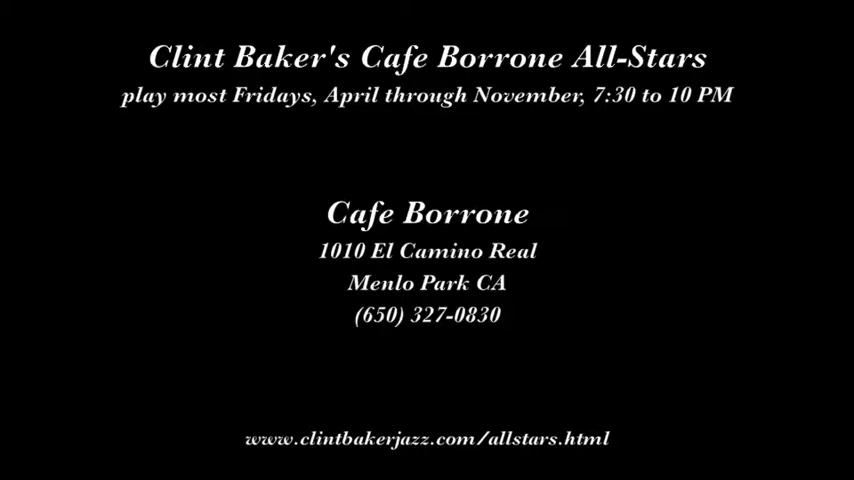 Clint Baker's Cafe Borrone All-Stars
play most Fridays, April through November, 7:30 to 10 PM
Cafe Borrone
1010 El Camino Real
Menlo Park CA
(650) 327-0830
www.clintbakerjazz.com/allstars.html